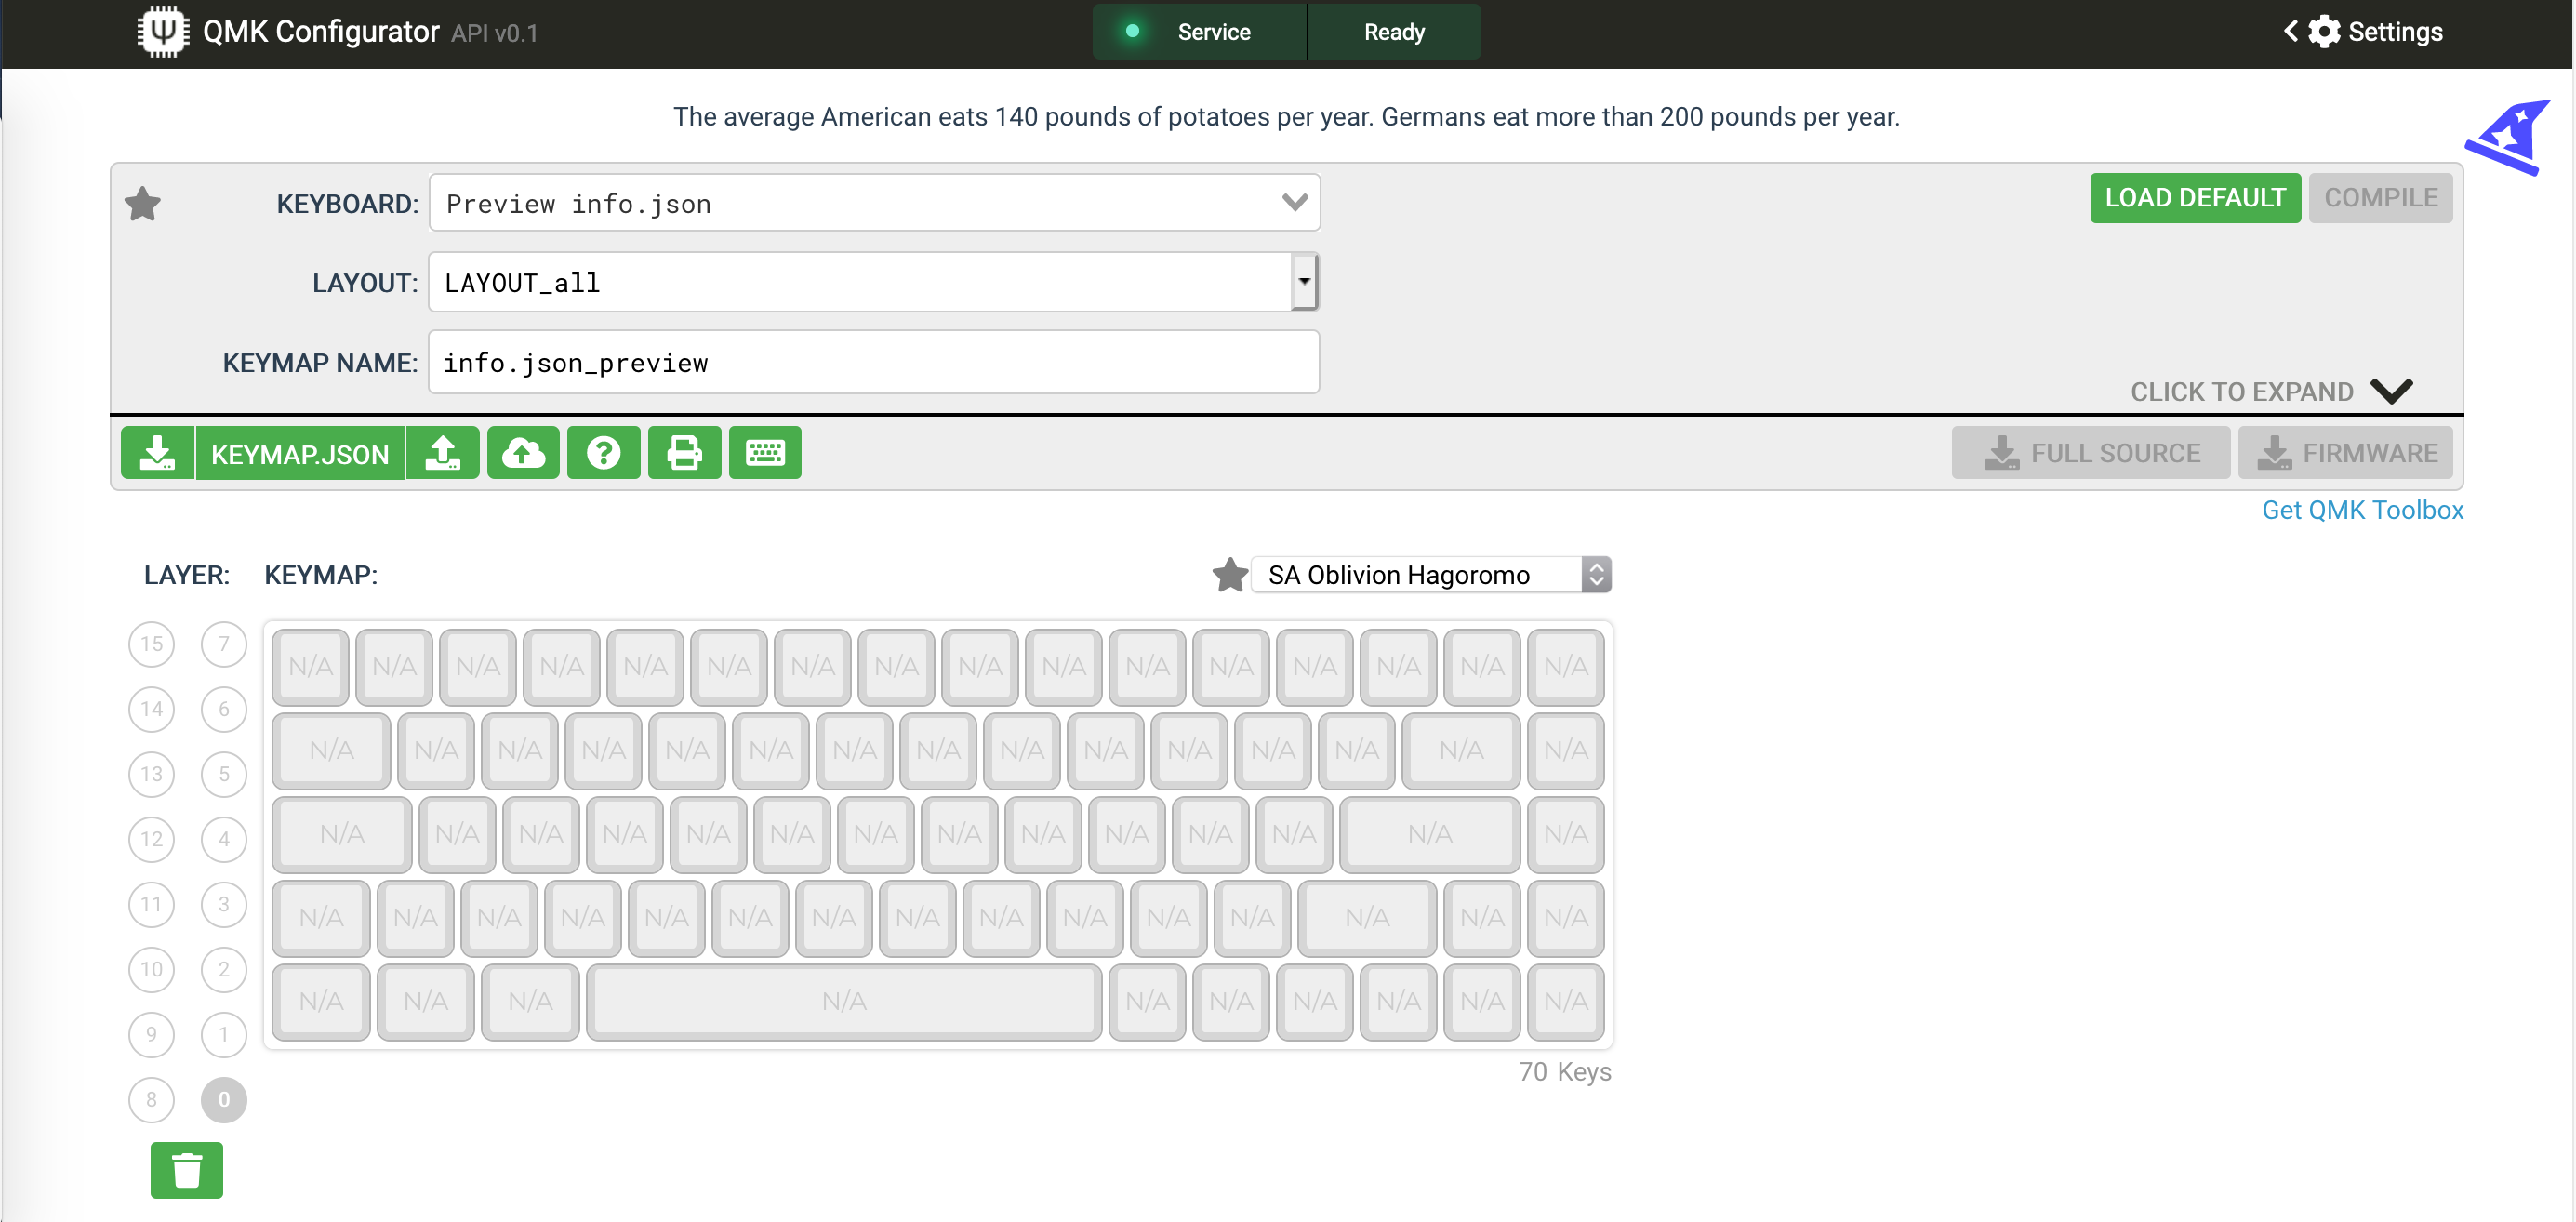 QMK Configurator API v0.1 Service Ready Settings
The average American eats 140 pounds of potatoes per year. Germans eat more than 200 pounds per year.
KEYBOARD: Preview info.json LOAD DEFAULT COMPILE
LAYOUT: LAYOUT_all
KEYMAP NAME: info.json_preview
CLICK TO EXPAND
KEYMAP.JSON FULL SOURCE FIRMWARE
Get QMK Toolbox
LAYER: KEYMAP: SA Oblivion Hagoromo
15 7 N/A N/A N/A N/A N/A N/A N/A N/A N/A N/A N/A N/A N/A N/A N/A N/A
14 6
N/A N/A N/A N/A N/A N/A N/A N/A N/A N/A N/A N/A N/A N/A N/A
13 5
12 4 N/A N/A N/A N/A N/A N/A N/A N/A N/A N/A N/A N/A N/A N/A
11 3 N/A N/A N/A N/A N/A N/A N/A N/A N/A N/A N/A N/A N/A N/A N/A
10 2
N/A N/A N/A N/A N/A N/A N/A N/A N/A N/A
9 1
70 Keys
8 0